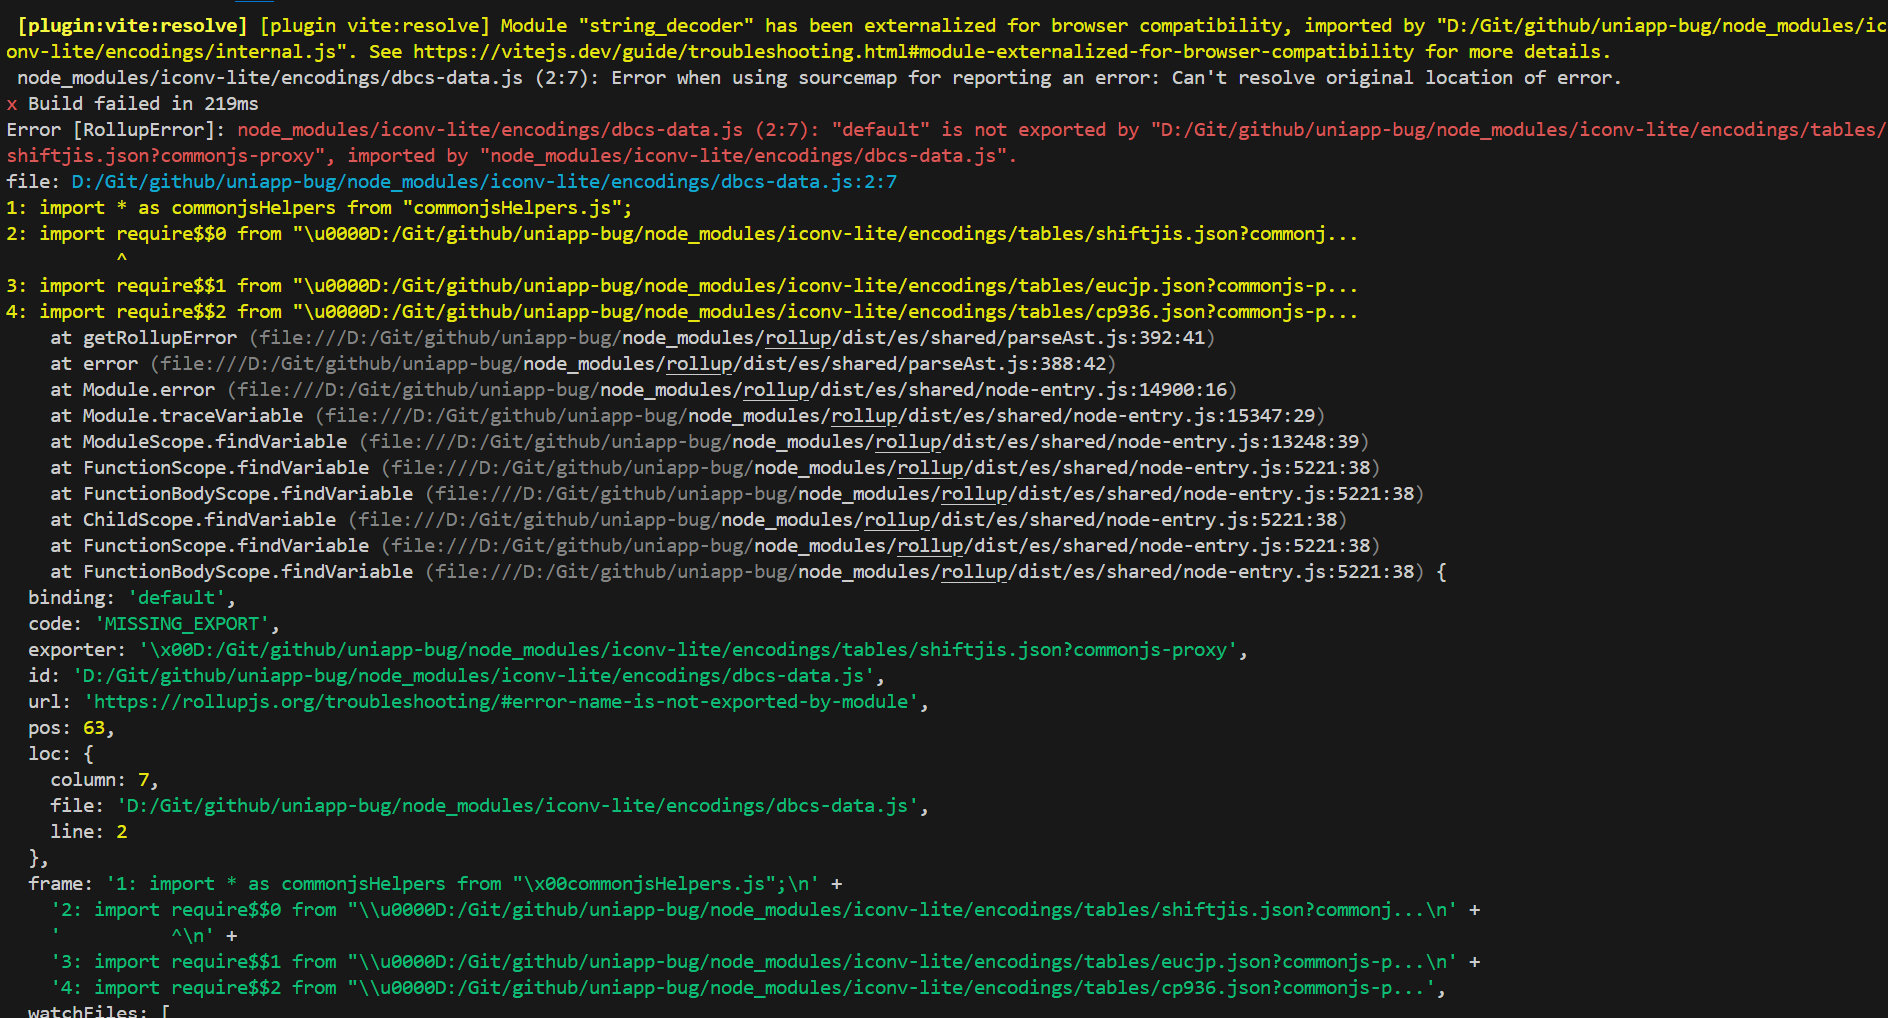 [plugin:vite:resolve] [plugin vite:resolve] Module "string_decoder" has been externalized for browser compatibility, imported by "D:/Git/github/uniapp-bug/node_modules/ic
onv-lite/encodings/internal.js". See https://vitejs.dev/guide/troubleshooting.html#module-externalized-for-browser-compatibility for more details.
node_modules/iconv-lite/encodings/dbcs-data.js (2:7): Error when using sourcemap for reporting an error: Can't resolve original location of error.
x Build failed in 219ms
Error [RollupError]: node_modules/iconv-lite/encodings/dbcs-data.js (2:7): "default" is not exported by "D:/Git/github/uniapp-bug/node_modules/iconv-lite/encodings/tables/
shiftjis.json?commonjs-proxy", imported by "node_modules/iconv-lite/encodings/dbcs-data.js".
file: D:/Git/github/uniapp-bug/node_modules/iconv-lite/encodings/dbcs-data.js:2:7
1: import * as commonjsHelpers from "commonjsHelpers.js";
2: import require$$0 from "\u0000D:/Git/github/uniapp-bug/node_modules/iconv-lite/encodings/tables/shiftjis.json?commonj...
          ^
3: import require$$1 from "\u0000D:/Git/github/uniapp-bug/node_modules/iconv-lite/encodings/tables/eucjp.json?commonjs-p...
4: import require$$2 from "\u0000D:/Git/github/uniapp-bug/node_modules/iconv-lite/encodings/tables/cp936.json?commonjs-p...
    at getRollupError (file:///D:/Git/github/uniapp-bug/node_modules/rollup/dist/es/shared/parseAst.js:392:41)
    at error (file:///D:/Git/github/uniapp-bug/node_modules/rollup/dist/es/shared/parseAst.js:388:42)
    at Module.error (file:///D:/Git/github/uniapp-bug/node_modules/rollup/dist/es/shared/node-entry.js:14900:16)
    at Module.traceVariable (file:///D:/Git/github/uniapp-bug/node_modules/rollup/dist/es/shared/node-entry.js:15347:29)
    at ModuleScope.findVariable (file:///D:/Git/github/uniapp-bug/node_modules/rollup/dist/es/shared/node-entry.js:13248:39)
    at FunctionScope.findVariable (file:///D:/Git/github/uniapp-bug/node_modules/rollup/dist/es/shared/node-entry.js:5221:38)
    at FunctionBodyScope.findVariable (file:///D:/Git/github/uniapp-bug/node_modules/rollup/dist/es/shared/node-entry.js:5221:38)
    at ChildScope.findVariable (file:///D:/Git/github/uniapp-bug/node_modules/rollup/dist/es/shared/node-entry.js:5221:38)
    at FunctionScope.findVariable (file:///D:/Git/github/uniapp-bug/node_modules/rollup/dist/es/shared/node-entry.js:5221:38)
    at FunctionBodyScope.findVariable (file:///D:/Git/github/uniapp-bug/node_modules/rollup/dist/es/shared/node-entry.js:5221:38) {
  binding: 'default',
  code: 'MISSING_EXPORT',
  exporter: '\x00D:/Git/github/uniapp-bug/node_modules/iconv-lite/encodings/tables/shiftjis.json?commonjs-proxy',
  id: 'D:/Git/github/uniapp-bug/node_modules/iconv-lite/encodings/dbcs-data.js',
  url: 'https://rollupjs.org/troubleshooting/#error-name-is-not-exported-by-module',
  pos: 63,
  loc: {
    column: 7,
    file: 'D:/Git/github/uniapp-bug/node_modules/iconv-lite/encodings/dbcs-data.js',
    line: 2
  },
  frame: '1: import * as commonjsHelpers from "\x00commonjsHelpers.js";\n' +
    '2: import require$$0 from "\\u0000D:/Git/github/uniapp-bug/node_modules/iconv-lite/encodings/tables/shiftjis.json?commonj...\n' +
    '          ^\n' +
    '3: import require$$1 from "\\u0000D:/Git/github/uniapp-bug/node_modules/iconv-lite/encodings/tables/eucjp.json?commonjs-p...\n' +
    '4: import require$$2 from "\\u0000D:/Git/github/uniapp-bug/node_modules/iconv-lite/encodings/tables/cp936.json?commonjs-p...',
  watchFiles: [